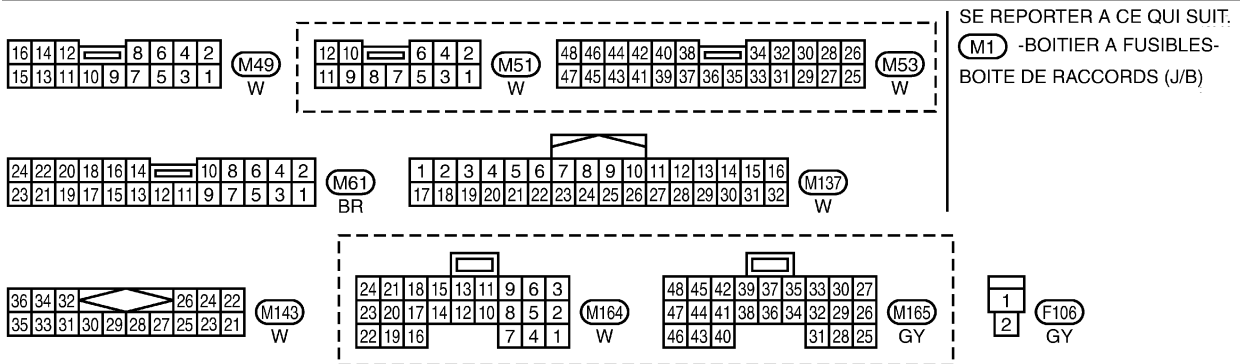 SE REPORTER A CE QUI SUIT.
M1 -BOITIER A FUSIBLES-
BOITE DE RACCORDS (J/B)
16 14 12 8 6 4 2
15 13 11 10 9 7 5 3 1
M49
W
12 10 6 4 2
11 9 8 7 5 3 1
M51
W
48 46 44 42 40 38 34 32 30 28 26
47 45 43 41 39 37 36 35 33 31 29 27 25
M53
W
24 22 20 18 16 14 10 8 6 4 2
23 21 19 17 15 13 12 11 9 7 5 3 1
M61
BR
1 2 3 4 5 6 7 8 9 10 11 12 13 14 15 16
17 18 19 20 21 22 23 24 25 26 27 28 29 30 31 32
M137
W
36 34 32 26 24 22
35 33 31 30 29 28 27 25 23 21
M143
W
24 21 18 15 13 11 9 6 3
23 20 17 14 12 10 8 5 2
22 19 16 7 4 1
M164
W
48 45 42 39 37 35 33 30 27
47 44 41 38 36 34 32 29 26
46 43 40 31 28 25
M165
GY
1
2
F106
GY